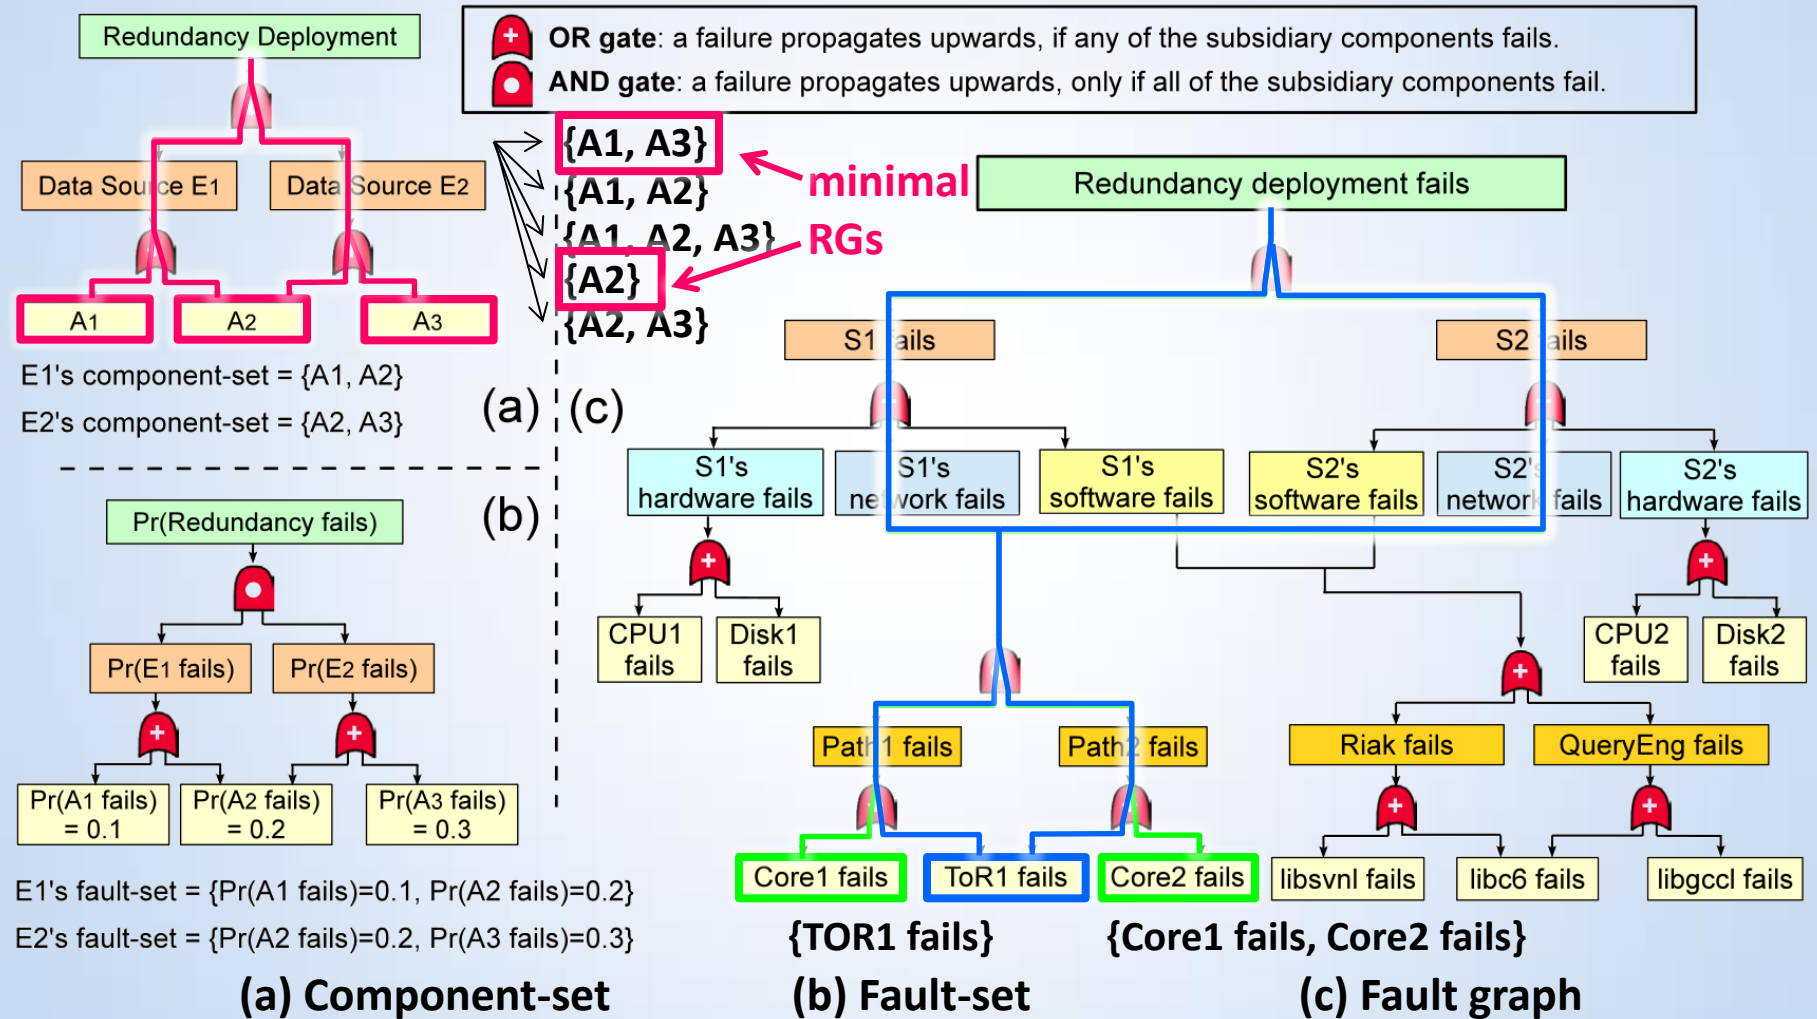 Redundancy Deployment
OR gate: a failure propagates upwards, if any of the subsidiary components fails.
AND gate: a failure propagates upwards, only if all of the subsidiary components fail.
Data Source E1
Data Source E2
A1
A2
A3
E1's component-set = {A1, A2}
E2's component-set = {A2, A3}
(a)
{A1, A3}
{A1, A2}
{A1, A2, A3}
{A2}
{A2, A3}
minimal
RGs
(b)
Pr(Redundancy fails)
Pr(E1 fails)
Pr(E2 fails)
Pr(A1 fails)
= 0.1
Pr(A2 fails)
= 0.2
Pr(A3 fails)
= 0.3
E1's fault-set = {Pr(A1 fails)=0.1, Pr(A2 fails)=0.2}
E2's fault-set = {Pr(A2 fails)=0.2, Pr(A3 fails)=0.3}
(c)
Redundancy deployment fails
S1 fails
S2 fails
S1's
hardware fails
S1's
network fails
S1's
software fails
S2's
software fails
S2's
network fails
S2's
hardware fails
CPU1
fails
Disk1
fails
CPU2
fails
Disk2
fails
Path1 fails
Path2 fails
Riak fails
QueryEng fails
Core1 fails
ToR1 fails
Core2 fails
libsvnl fails
libc6 fails
libgccl fails
{TOR1 fails}
{Core1 fails, Core2 fails}
(a) Component-set
(b) Fault-set
(c) Fault graph